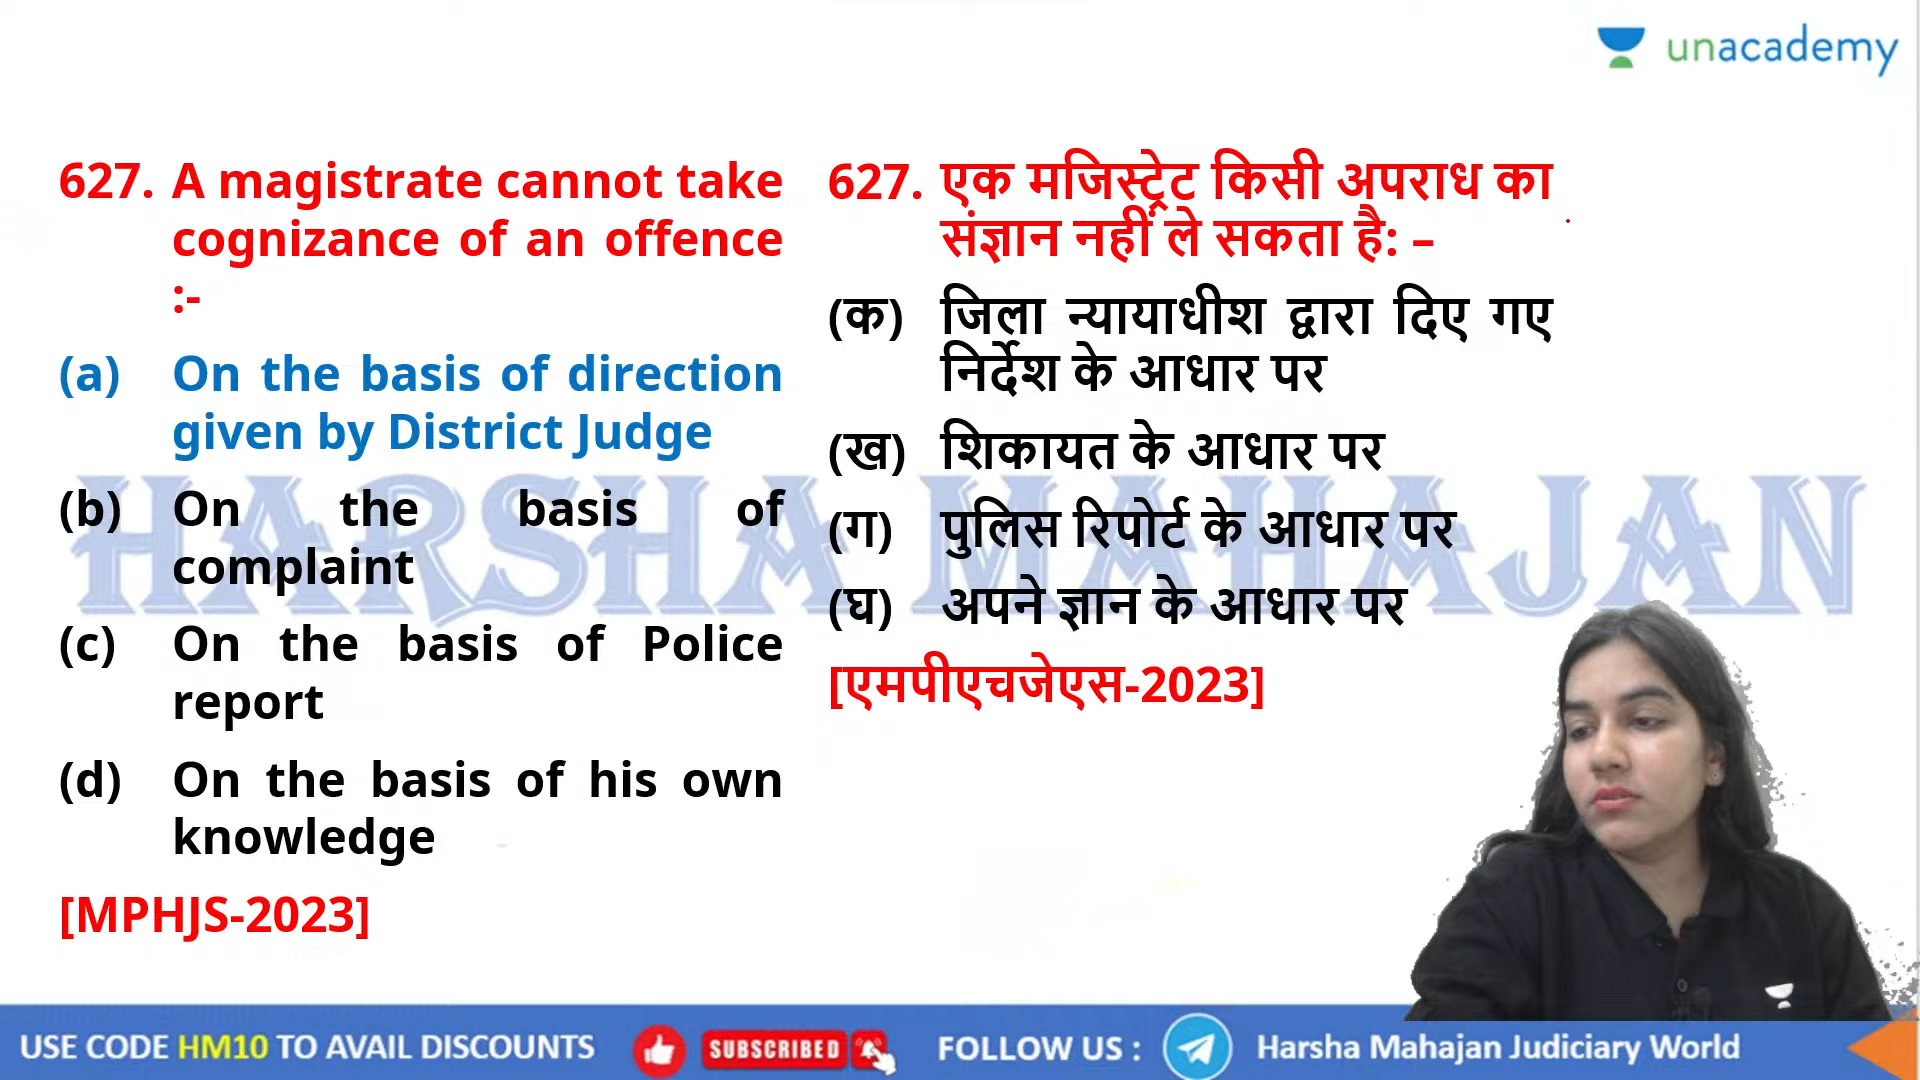 unacademy
627. A magistrate cannot take
cognizance of an offence
:-
(a) On the basis of direction
given by District Judge
(b) On the basis of
complaint
(c) On the basis of Police
report
(d) On the basis of his own
knowledge
[MPHJS-2023]
627. एक मजिस्ट्रेट किसी अपराध का
संज्ञान नहीं ले सकता है: –
(क) जिला न्यायाधीश द्वारा दिए गए
निर्देश के आधार पर
(ख) शिकायत के आधार पर
(ग) पुलिस रिपोर्ट के आधार पर
(घ) अपने ज्ञान के आधार पर
[एमपीएचजेएस-2023]
HARSHA MAHAJAN
USE CODE HM10 TO AVAIL DISCOUNTS
SUBSCRIBED
FOLLOW US :
Harsha Mahajan Judiciary World